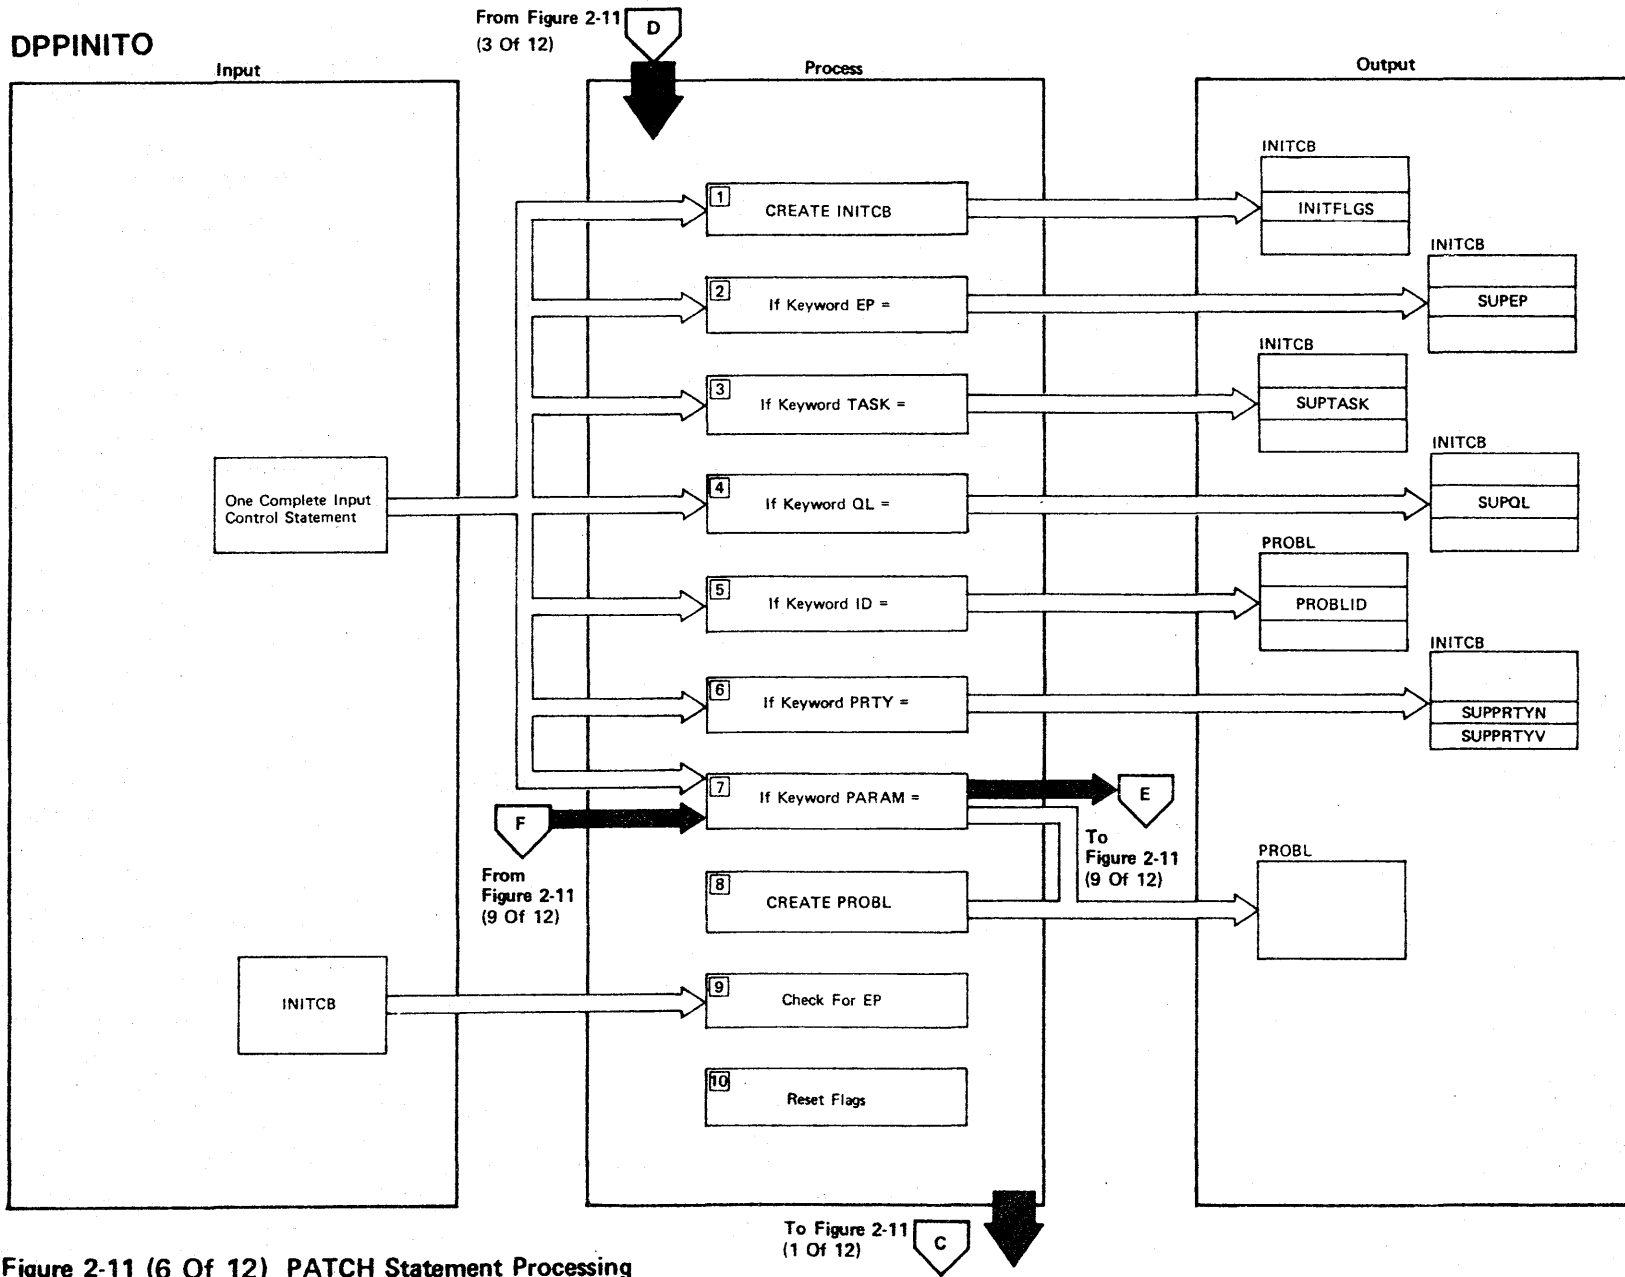 DPPINITO
From Figure 2-11
(3 Of 12)
D
Input
Process
Output
1
CREATE INITCB
INITCB
INITFLGS
2
If Keyword EP =
INITCB
SUPEP
3
If Keyword TASK =
INITCB
SUPTASK
One Complete Input
Control Statement
4
If Keyword QL =
INITCB
SUPQL
5
If Keyword ID =
PROBL
PROBLID
6
If Keyword PRTY =
INITCB
SUPPRTYN
SUPPRTYV
7
If Keyword PARAM =
E
To
Figure 2-11
(9 Of 12)
F
From
Figure 2-11
(9 Of 12)
8
CREATE PROBL
PROBL
INITCB
9
Check For EP
10
Reset Flags
To Figure 2-11
(1 Of 12)
C
Figure 2-11 (6 Of 12) PATCH Statement Processing